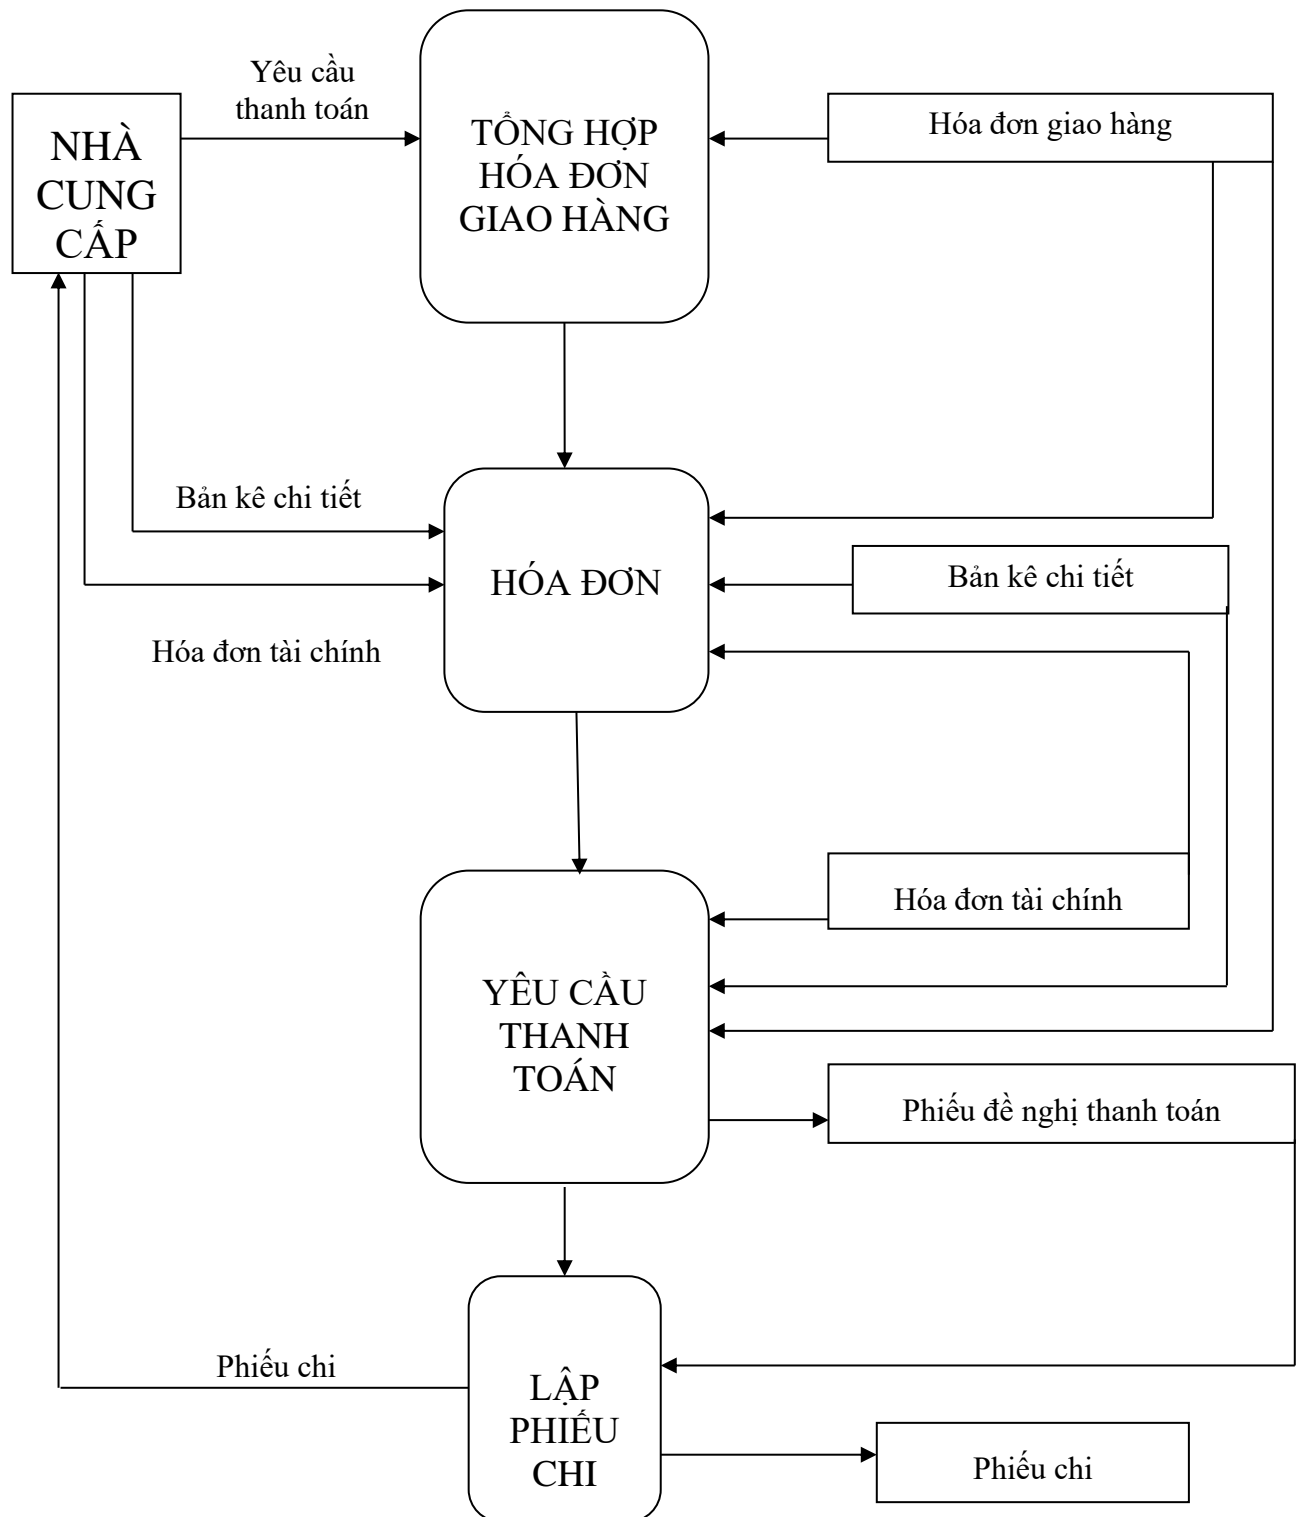 Yêu cầu
thanh toán
NHÀ
CUNG
CẤP
TỔNG HỢP
HÓA ĐƠN
GIAO HÀNG
Hóa đơn giao hàng
Bản kê chi tiết
HÓA ĐƠN
Bản kê chi tiết
Hóa đơn tài chính
Hóa đơn tài chính
YÊU CẦU
THANH
TOÁN
Phiếu đề nghị thanh toán
Phiếu chi
LẬP
PHIẾU
CHI
Phiếu chi